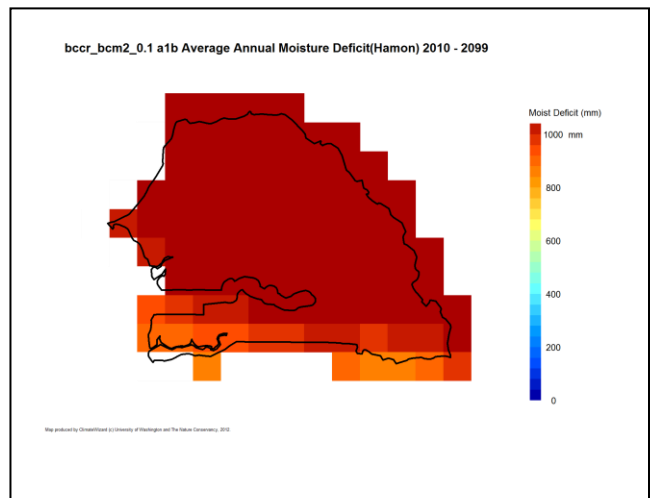 bccr_bcm2_0.1 a1b Average Annual Moisture Deficit(Hamon) 2010 - 2099
Moist Deficit (mm)
1000 mm
800
600
400
200
0
Map produced by ClimateWizard (c) University of Washington and The Nature Conservancy, 2012.